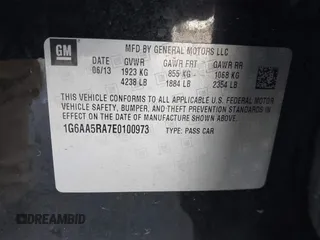 GM
MFD BY GENERAL MOTORS LLC
DATE GVWR GAWR FRT GAWR RR
06/13 1923 KG 855 KG 1068 KG
4238 LB 1884 LB 2354 LB
THIS VEHICLE CONFORMS TO ALL APPLICABLE U.S. FEDERAL MOTOR
VEHICLE SAFETY, BUMPER, AND THEFT PREVENTION STANDARDS IN
EFFECT ON THE DATE OF MANUFACTURE SHOWN ABOVE.
1G6AA5RA7E0100973 TYPE: PASS CAR
DREAMBID